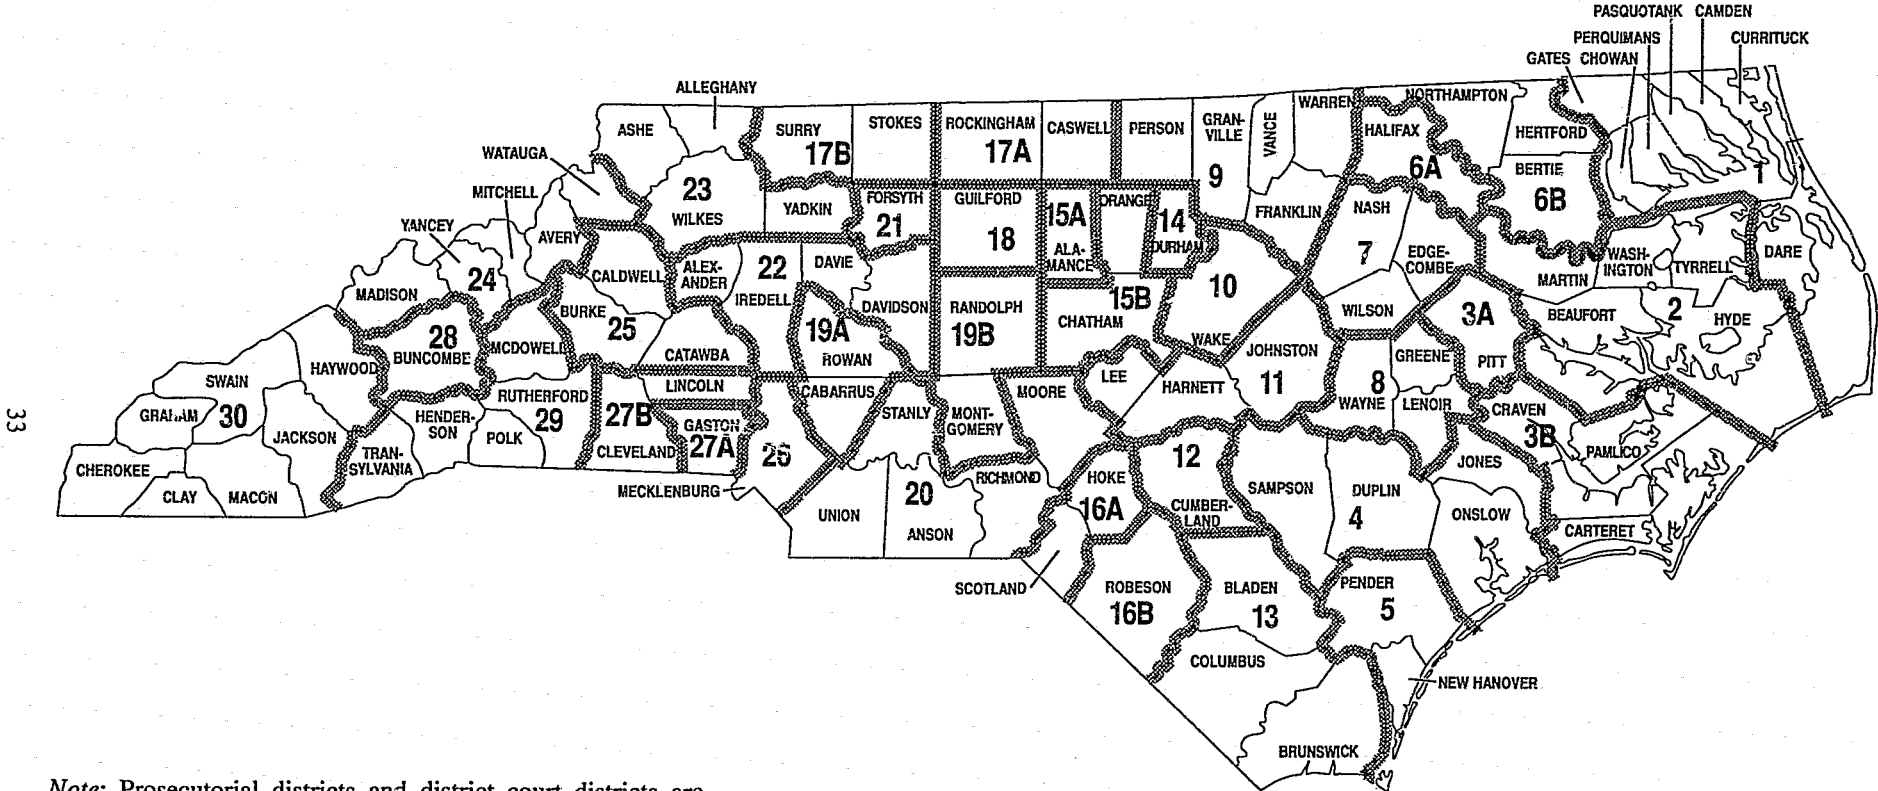 PASQUOTANK CAMDEN
PERQUIMANS CURRITUCK
GATES CHOWAN
ALLEGHANY
ASHE
SURRY
17B
STOKES
ROCKINGHAM
17A
CASWELL
PERSON
GRAN-
VILLE
9
VANCE
WARREN
NORTHAMPTON
HALIFAX
6A
HERTFORD
BERTIE
6B
1
WATAUGA
MITCHELL
YANCEY
23
WILKES
YADKIN
FORSYTH
21
GUILFORD
18
15A
ALA-
MANCE
ORANGE
14
DURHAM
FRANKLIN
NASH
7
EDGE-
COMBE
MARTIN
WASH-
INGTON
TYRRELL
DARE
AVERY
24
MADISON
CALDWELL
ALEX-
ANDER
22
IREDELL
DAVIE
DAVIDSON
RANDOLPH
19B
15B
CHATHAM
10
WAKE
WILSON
3A
PITT
BEAUFORT
2
HYDE
28
BUNCOMBE
MCDOWELL
BURKE
25
CATAWBA
19A
ROWAN
HAYWOOD
SWAIN
GRAHAM
30
JACKSON
CHEROKEE
CLAY
MACON
TRAN-
SYLVANIA
HENDER-
SON
POLK
RUTHERFORD
29
27B
CLEVELAND
LINCOLN
GASTON
27A
26
MECKLENBURG
CABARRUS
STANLY
UNION
20
ANSON
MONT-
GOMERY
RICHMOND
MOORE
LEE
HARNETT
JOHNSTON
11
8
WAYNE
GREENE
LENOIR
CRAVEN
3B
PAMLICO
JONES
CARTERET
ONSLOW
HOKE
16A
SCOTLAND
12
CUMBER-
LAND
SAMPSON
DUPLIN
4
ROBESON
16B
BLADEN
13
COLUMBUS
PENDER
5
NEW HANOVER
BRUNSWICK
33
Note: Prosecutorial districts and district court districts are